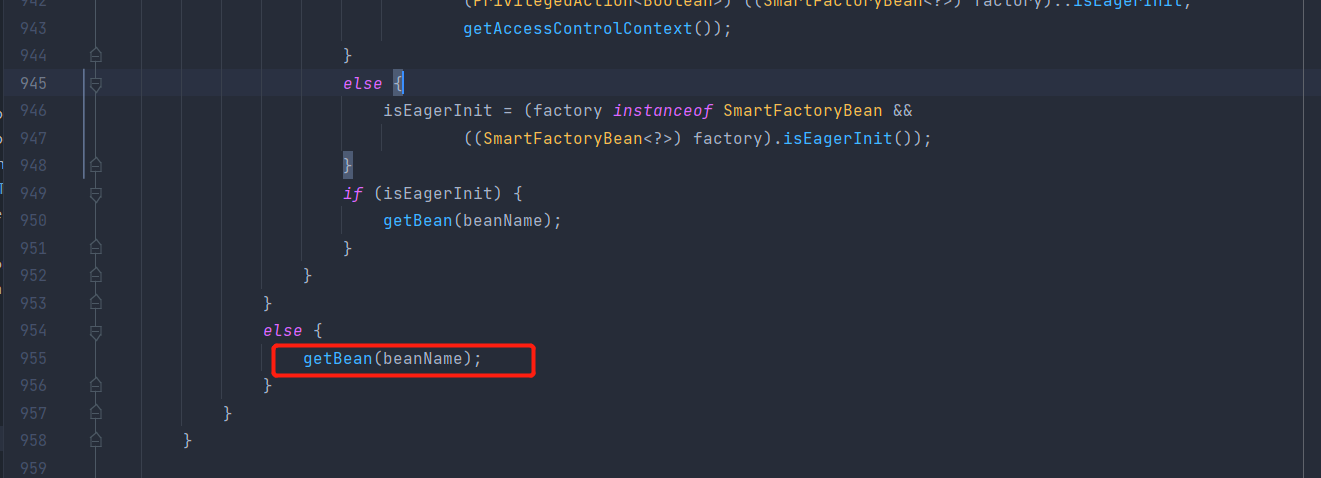 942 (PrivilegedAction<Boolean>) ((SmartFactoryBean<?>) factory)::isEagerInit,
943 getAccessControlContext());
944 }
945 else {
946 isEagerInit = (factory instanceof SmartFactoryBean &&
947 ((SmartFactoryBean<?>) factory).isEagerInit());
948 }
949 if (isEagerInit) {
950 getBean(beanName);
951 }
952 }
953 }
954 else {
955 getBean(beanName);
956 }
957 }
958 }
959